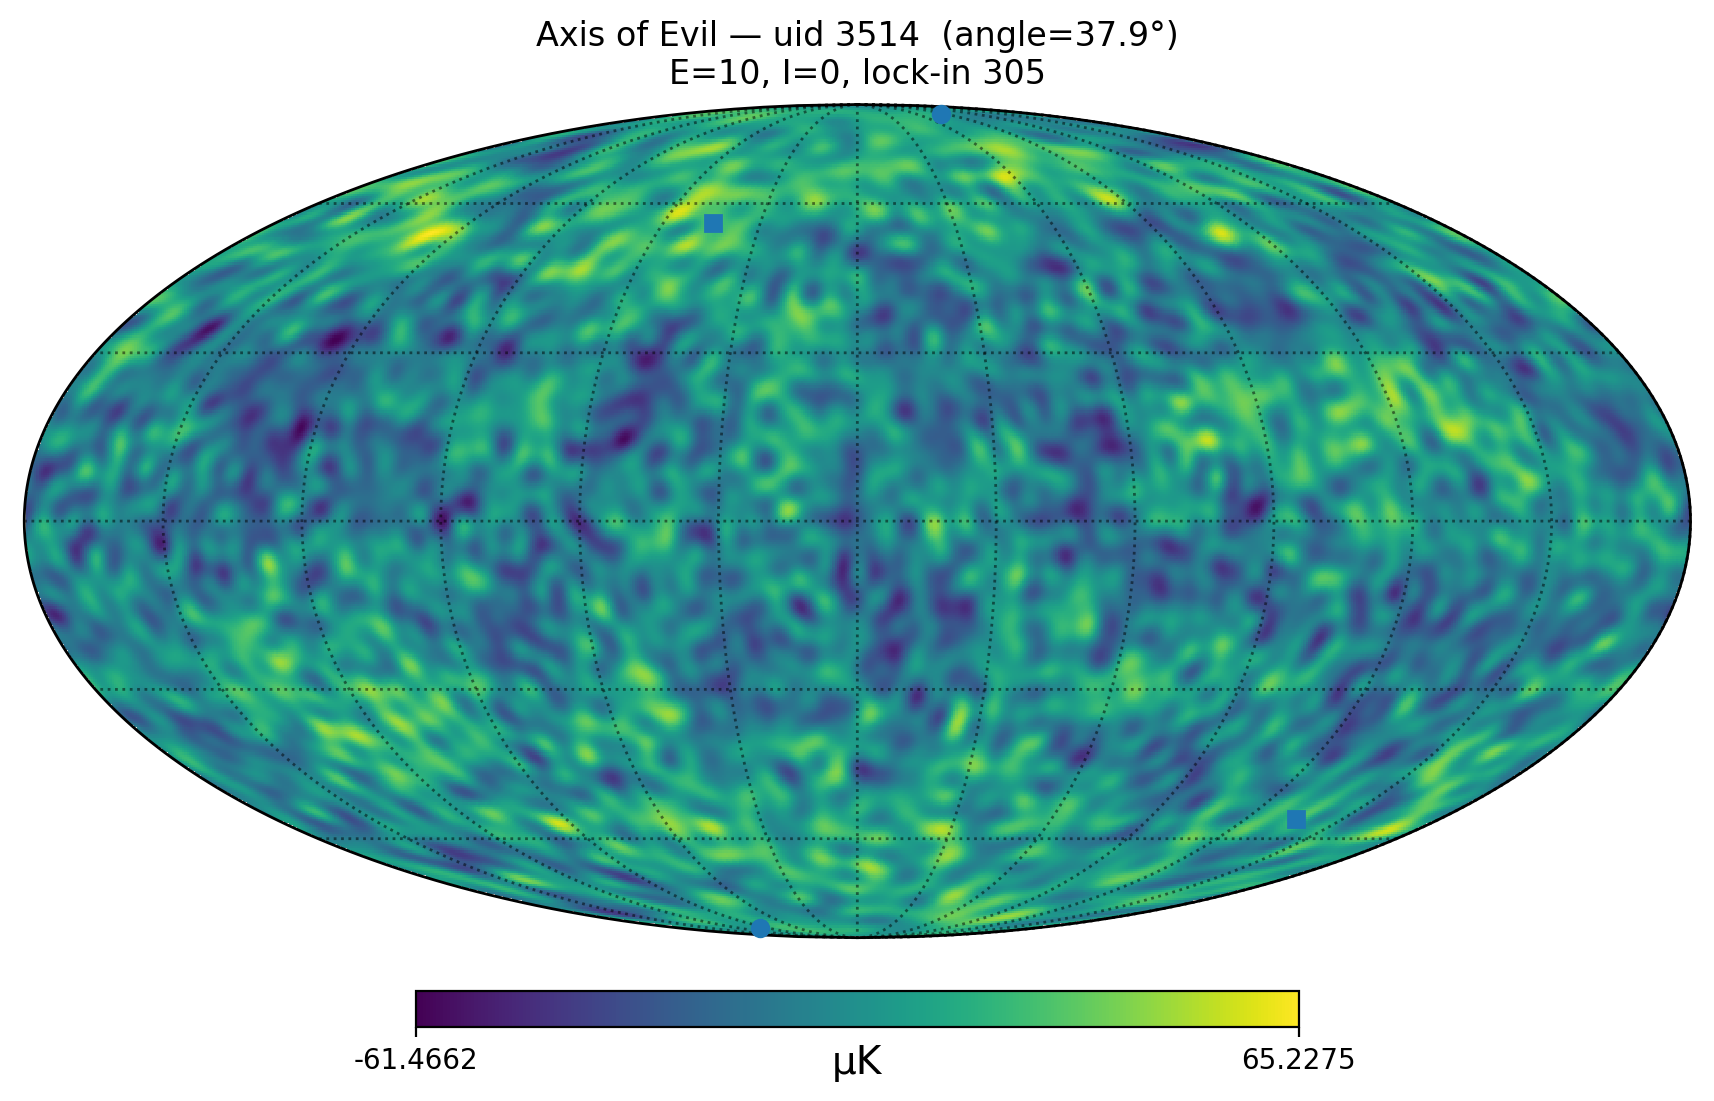 Axis of Evil — uid 3514  (angle=37.9°)
E=10, I=0, lock-in 305
-61.4662
μK
65.2275